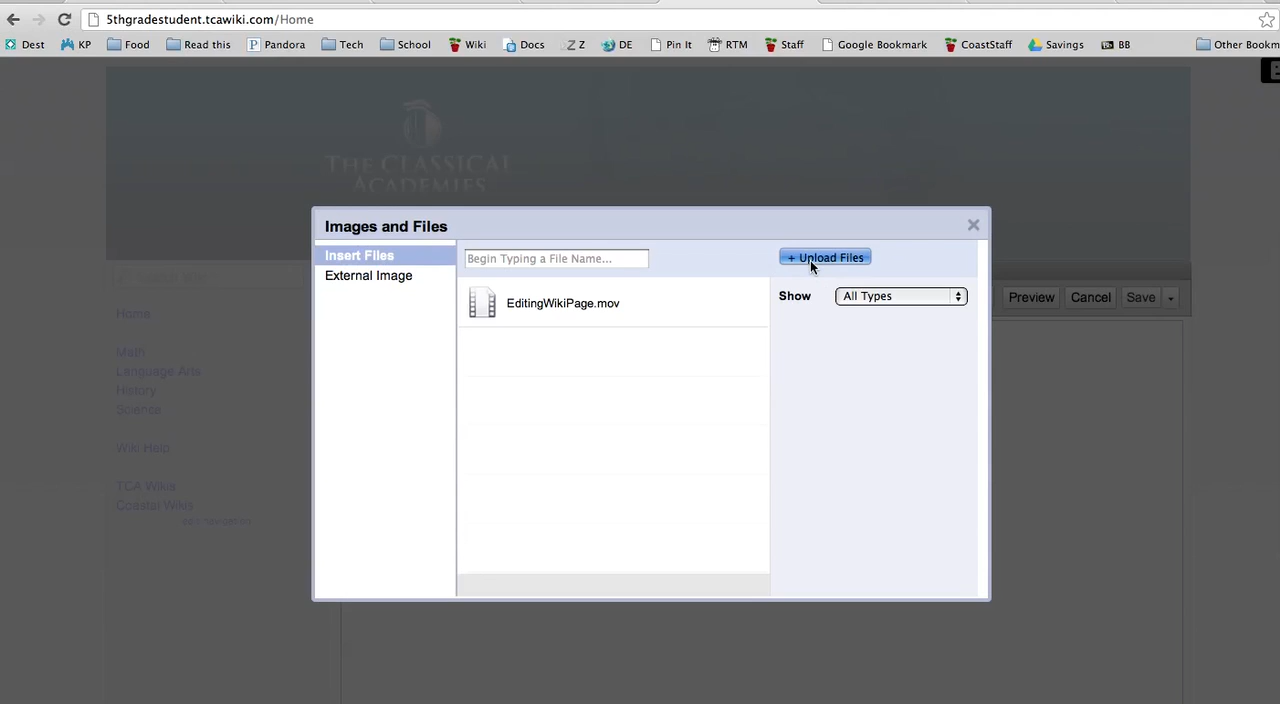 5thgradestudent.tcawiki.com/Home
Dest KP Food Read this Pandora Tech School Wiki Docs Z DE Pin It RTM Staff Google Bookmark CoastStaff Savings BB Other Bookm
THE CLASSICAL
ACADEMIES
Images and Files
Insert Files
External Image
Begin Typing a File Name...
+ Upload Files
EditingWikiPage.mov
Show All Types
Preview Cancel Save
Home
Math
Language Arts
History
Science
Wiki Help
TCA Wikis
Coastal Wikis
edit navigation